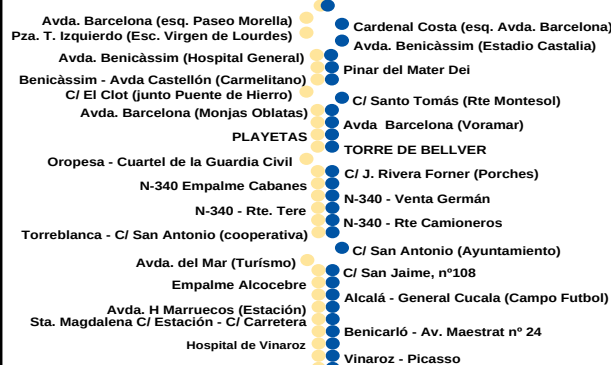 Avda. Barcelona (esq. Paseo Morella)
Cardenal Costa (esq. Avda. Barcelona)
Pza. T. Izquierdo (Esc. Virgen de Lourdes)
Avda. Benicàssim (Estadio Castalia)
Avda. Benicàssim (Hospital General)
Pinar del Mater Dei
Benicàssim - Avda Castellón (Carmelitano)
C/ El Clot (junto Puente de Hierro)
C/ Santo Tomás (Rte Montesol)
Avda. Barcelona (Monjas Oblatas)
Avda Barcelona (Voramar)
PLAYETAS
TORRE DE BELLVER
Oropesa - Cuartel de la Guardia Civil
C/ J. Rivera Forner (Porches)
N-340 Empalme Cabanes
N-340 - Venta Germán
N-340 - Rte. Tere
N-340 - Rte Camioneros
Torreblanca - C/ San Antonio (cooperativa)
C/ San Antonio (Ayuntamiento)
Avda. del Mar (Turísmo)
C/ San Jaime, nº108
Empalme Alcocebre
Alcalá - General Cucala (Campo Futbol)
Avda. H Marruecos (Estación)
Sta. Magdalena C/ Estación - C/ Carretera
Benicarló - Av. Maestrat nº 24
Hospital de Vinaroz
Vinaroz - Picasso